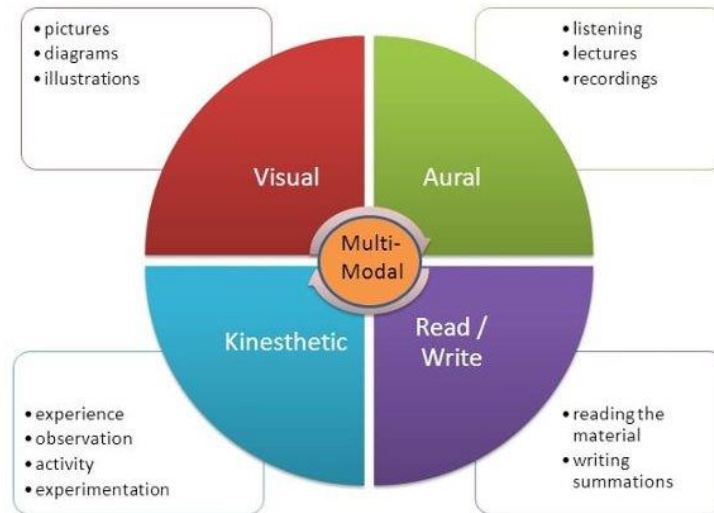 • pictures
• diagrams
• illustrations
• listening
• lectures
• recordings
Visual
Aural
Multi-
Modal
Kinesthetic
Read /
Write
• experience
• observation
• activity
• experimentation
• reading the
material
• writing
summations